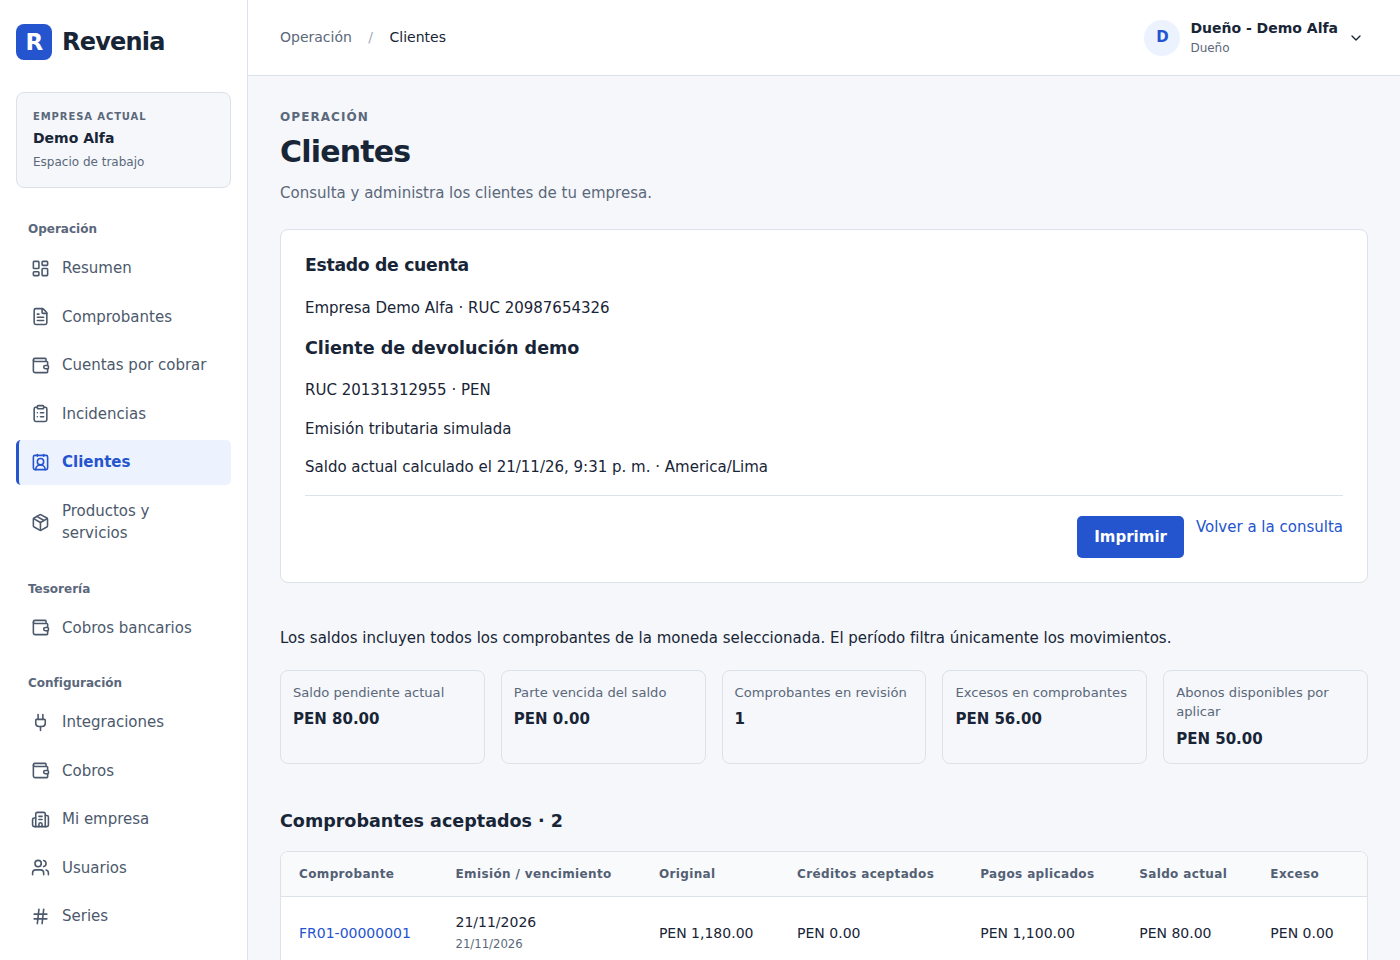 R Revenia
EMPRESA ACTUAL
Demo Alfa
Espacio de trabajo
Operación
Resumen
Comprobantes
Cuentas por cobrar
Incidencias
Clientes
Productos y
servicios
Tesorería
Cobros bancarios
Configuración
Integraciones
Cobros
Mi empresa
Usuarios
Series
Operación / Clientes
D
Dueño - Demo Alfa
Dueño
OPERACIÓN
Clientes
Consulta y administra los clientes de tu empresa.
Estado de cuenta
Empresa Demo Alfa · RUC 20987654326
Cliente de devolución demo
RUC 20131312955 · PEN
Emisión tributaria simulada
Saldo actual calculado el 21/11/26, 9:31 p. m. · America/Lima
Imprimir Volver a la consulta
Los saldos incluyen todos los comprobantes de la moneda seleccionada. El período filtra únicamente los movimientos.
Saldo pendiente actual
PEN 80.00
Parte vencida del saldo
PEN 0.00
Comprobantes en revisión
1
Excesos en comprobantes
PEN 56.00
Abonos disponibles por
aplicar
PEN 50.00
Comprobantes aceptados · 2
Comprobante Emisión / vencimiento Original Créditos aceptados Pagos aplicados Saldo actual Exceso
FR01-00000001 21/11/2026 PEN 1,180.00 PEN 0.00 PEN 1,100.00 PEN 80.00 PEN 0.00
21/11/2026